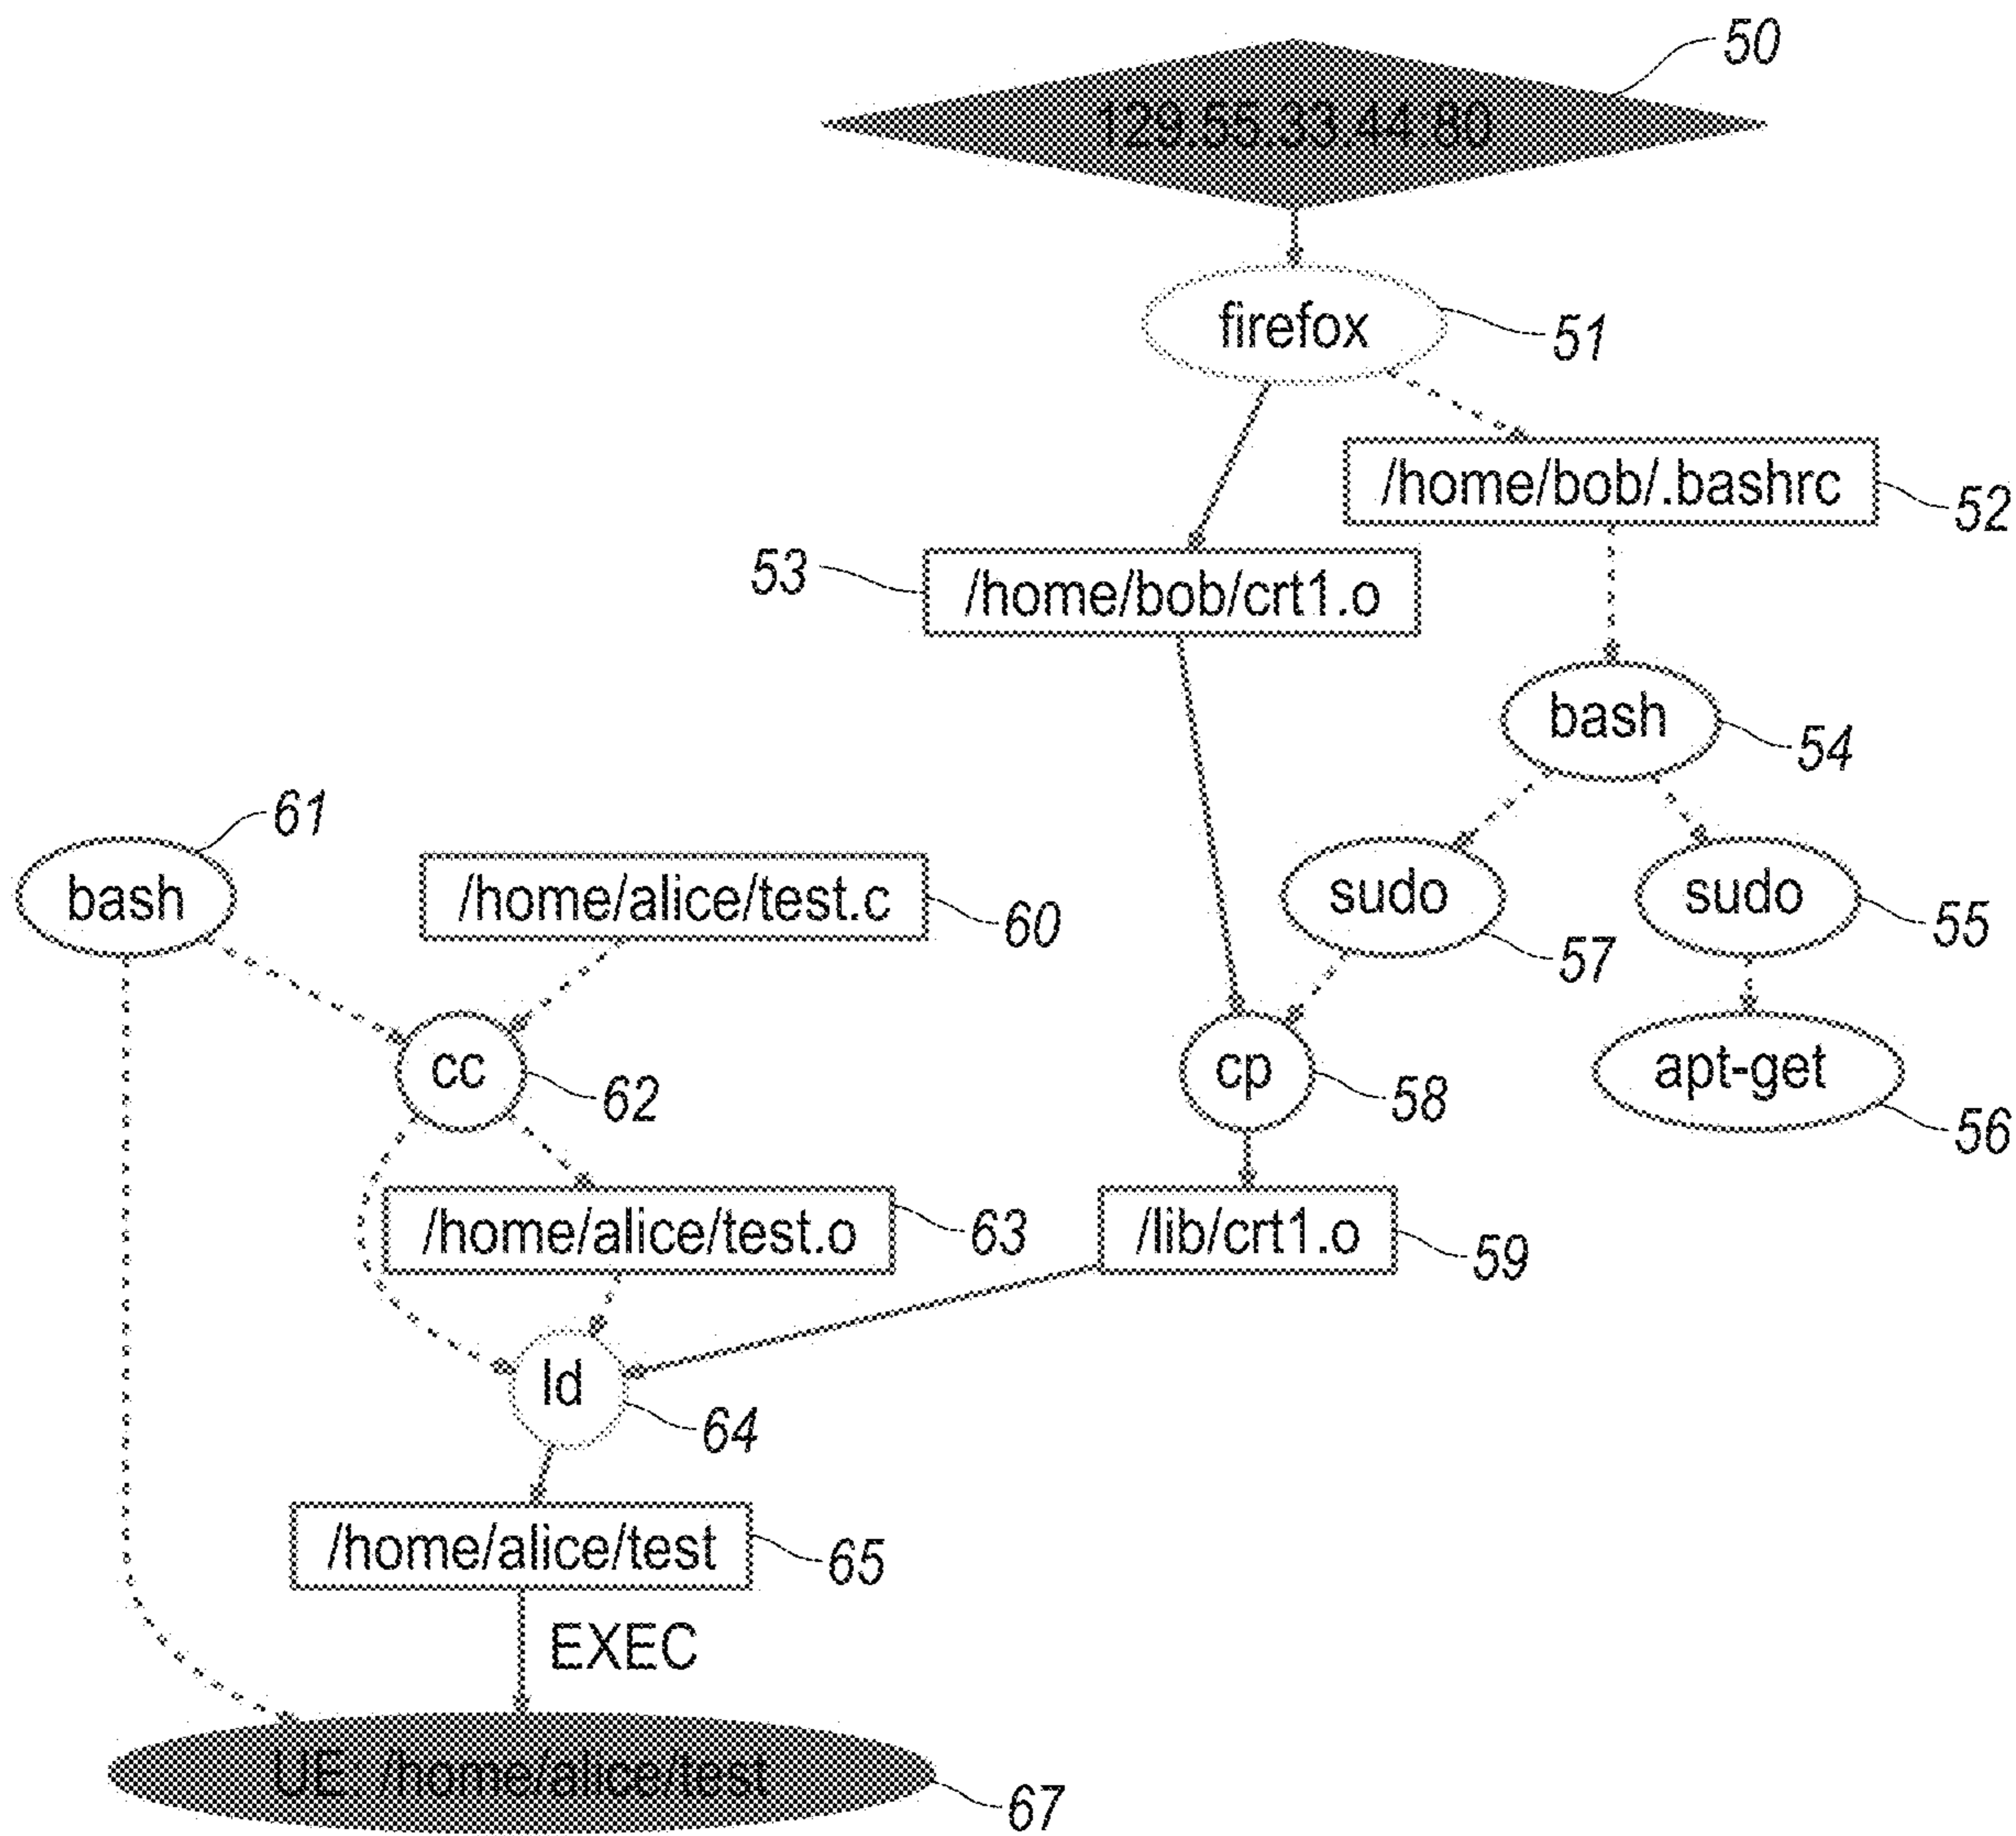 50
129.55.33.44:80
firefox
51
/home/bob/.bashrc
52
53
/home/bob/crt1.o
bash
54
61
bash
/home/alice/test.c
60
sudo
57
sudo
55
cc
62
cp
58
apt-get
56
/home/alice/test.o
63
/lib/crt1.o
59
ld
64
/home/alice/test
65
EXEC
UE: /home/alice/test
67